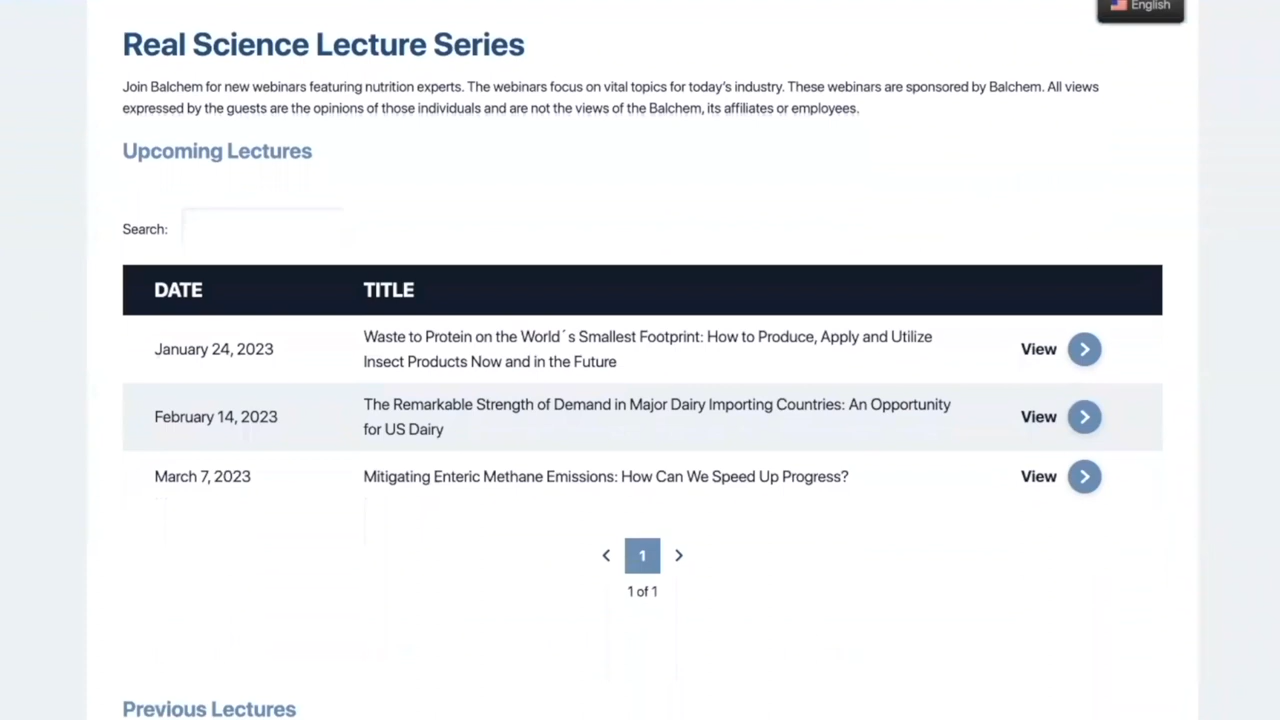 English
Real Science Lecture Series
Join Balchem for new webinars featuring nutrition experts. The webinars focus on vital topics for today's industry. These webinars are sponsored by Balchem. All views
expressed by the guests are the opinions of those individuals and are not the views of the Balchem, its affiliates or employees.
Upcoming Lectures
Search:
DATE TITLE
January 24, 2023 Waste to Protein on the World´s Smallest Footprint: How to Produce, Apply and Utilize View
Insect Products Now and in the Future
February 14, 2023 The Remarkable Strength of Demand in Major Dairy Importing Countries: An Opportunity View
for US Dairy
March 7, 2023 Mitigating Enteric Methane Emissions: How Can We Speed Up Progress? View
1
1 of 1
Previous Lectures